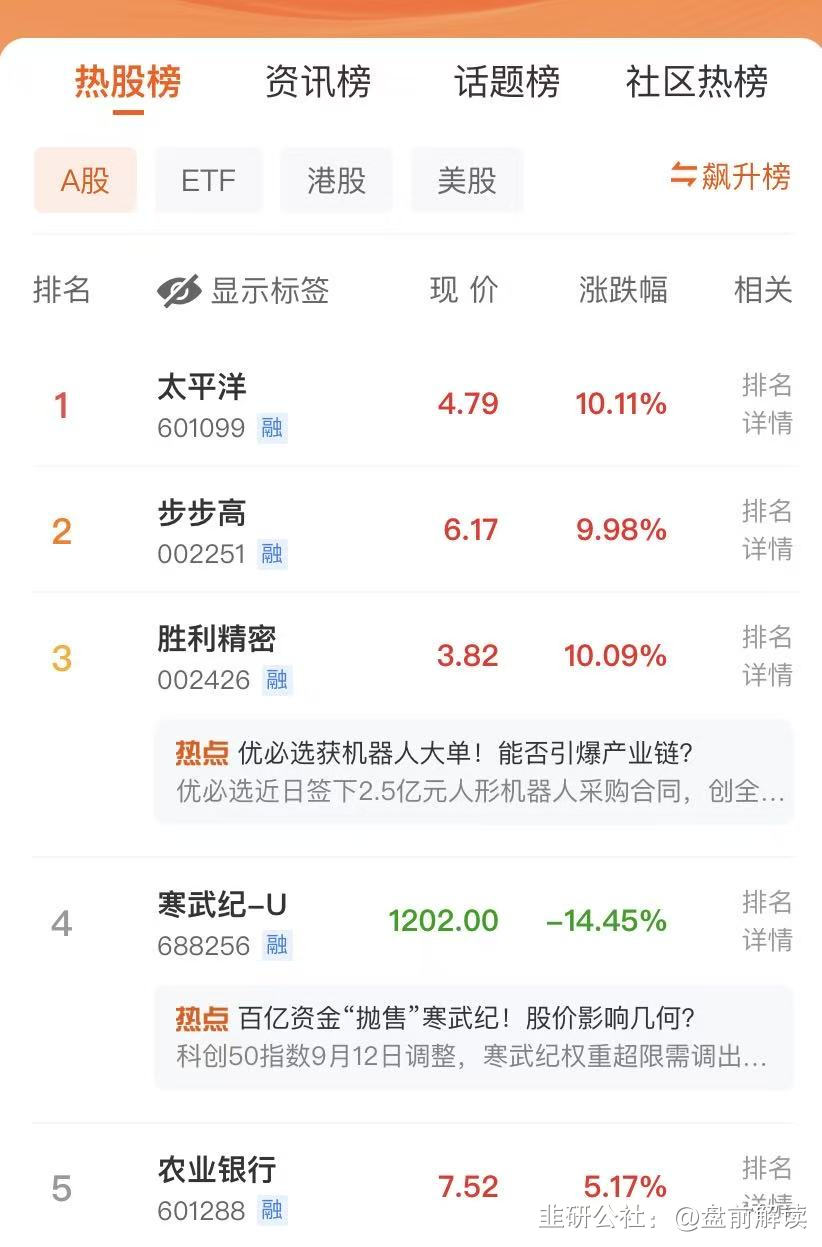 热股榜 资讯榜 话题榜 社区热榜
A股 ETF 港股 美股 飙升榜
排名 显示标签 现价 涨跌幅 相关
1 太平洋 4.79 10.11% 排名
601099 融 详情
2 步步高 6.17 9.98% 排名
002251 融 详情
3 胜利精密 3.82 10.09% 排名
002426 融 详情
热点 优必选获机器人大单！能否引爆产业链？
优必选近日签下2.5亿元人形机器人采购合同，创全...
4 寒武纪-U 1202.00 -14.45% 排名
688256 融 详情
热点 百亿资金“抛售”寒武纪！股价影响几何？
科创50指数9月12日调整，寒武纪权重超限需调出...
5 农业银行 7.52 5.17% 排名
601288 融 详情
韭研公社：@盘前解读